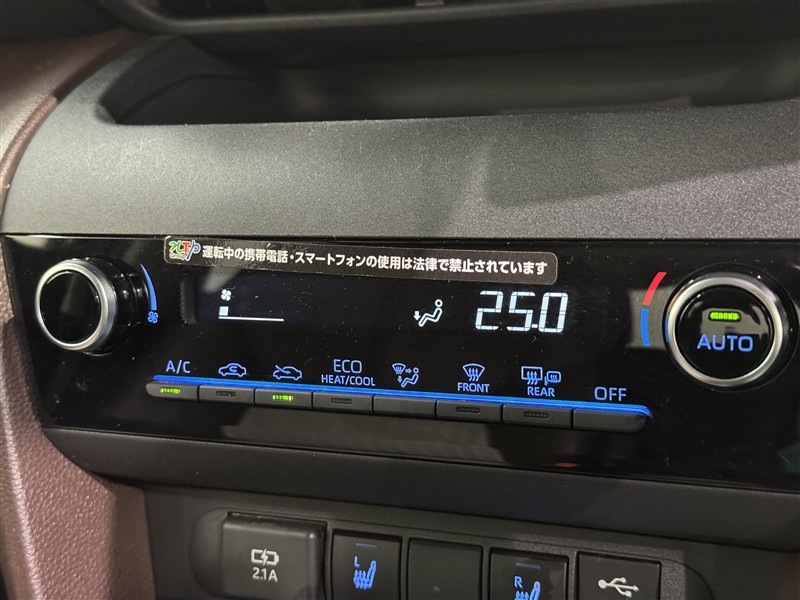 運転中の携帯電話・スマートフォンの使用は法律で禁止されています
25.0
AUTO
A/C
ECO
HEAT/COOL
FRONT
REAR
OFF
2.1A
L
R